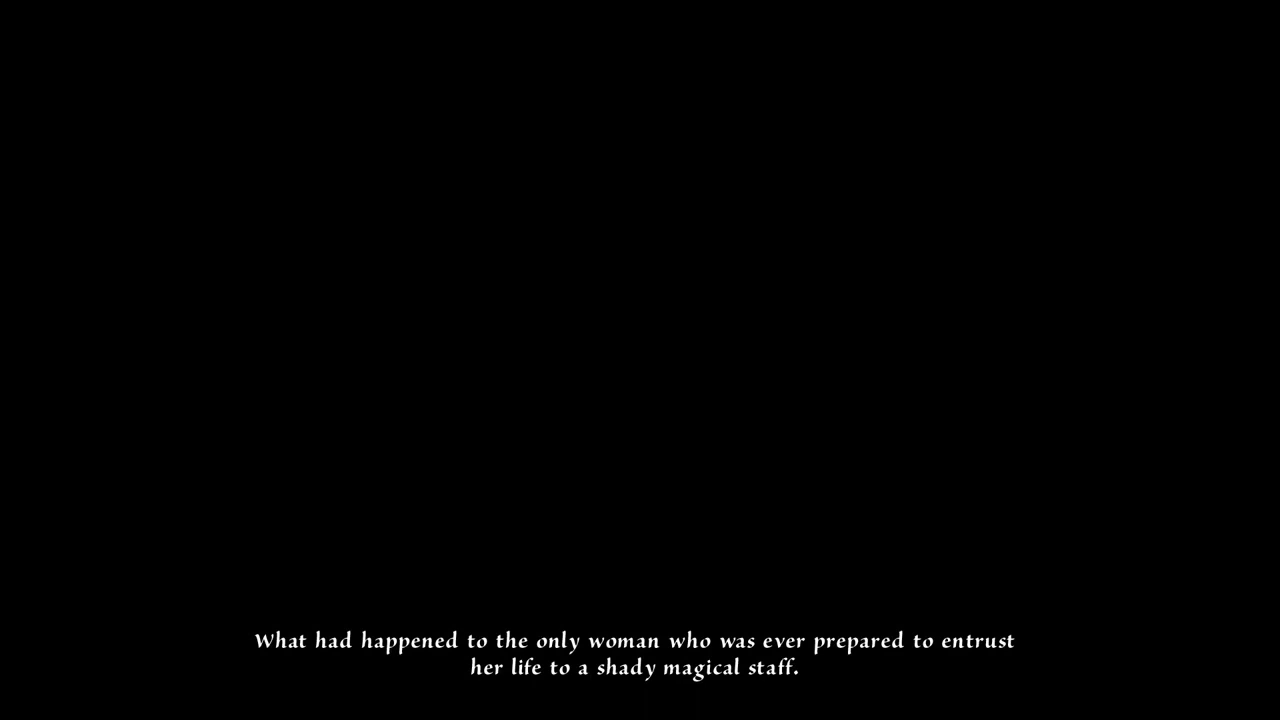 What had happened to the only woman who was ever prepared to entrust
her life to a shady magical staff.